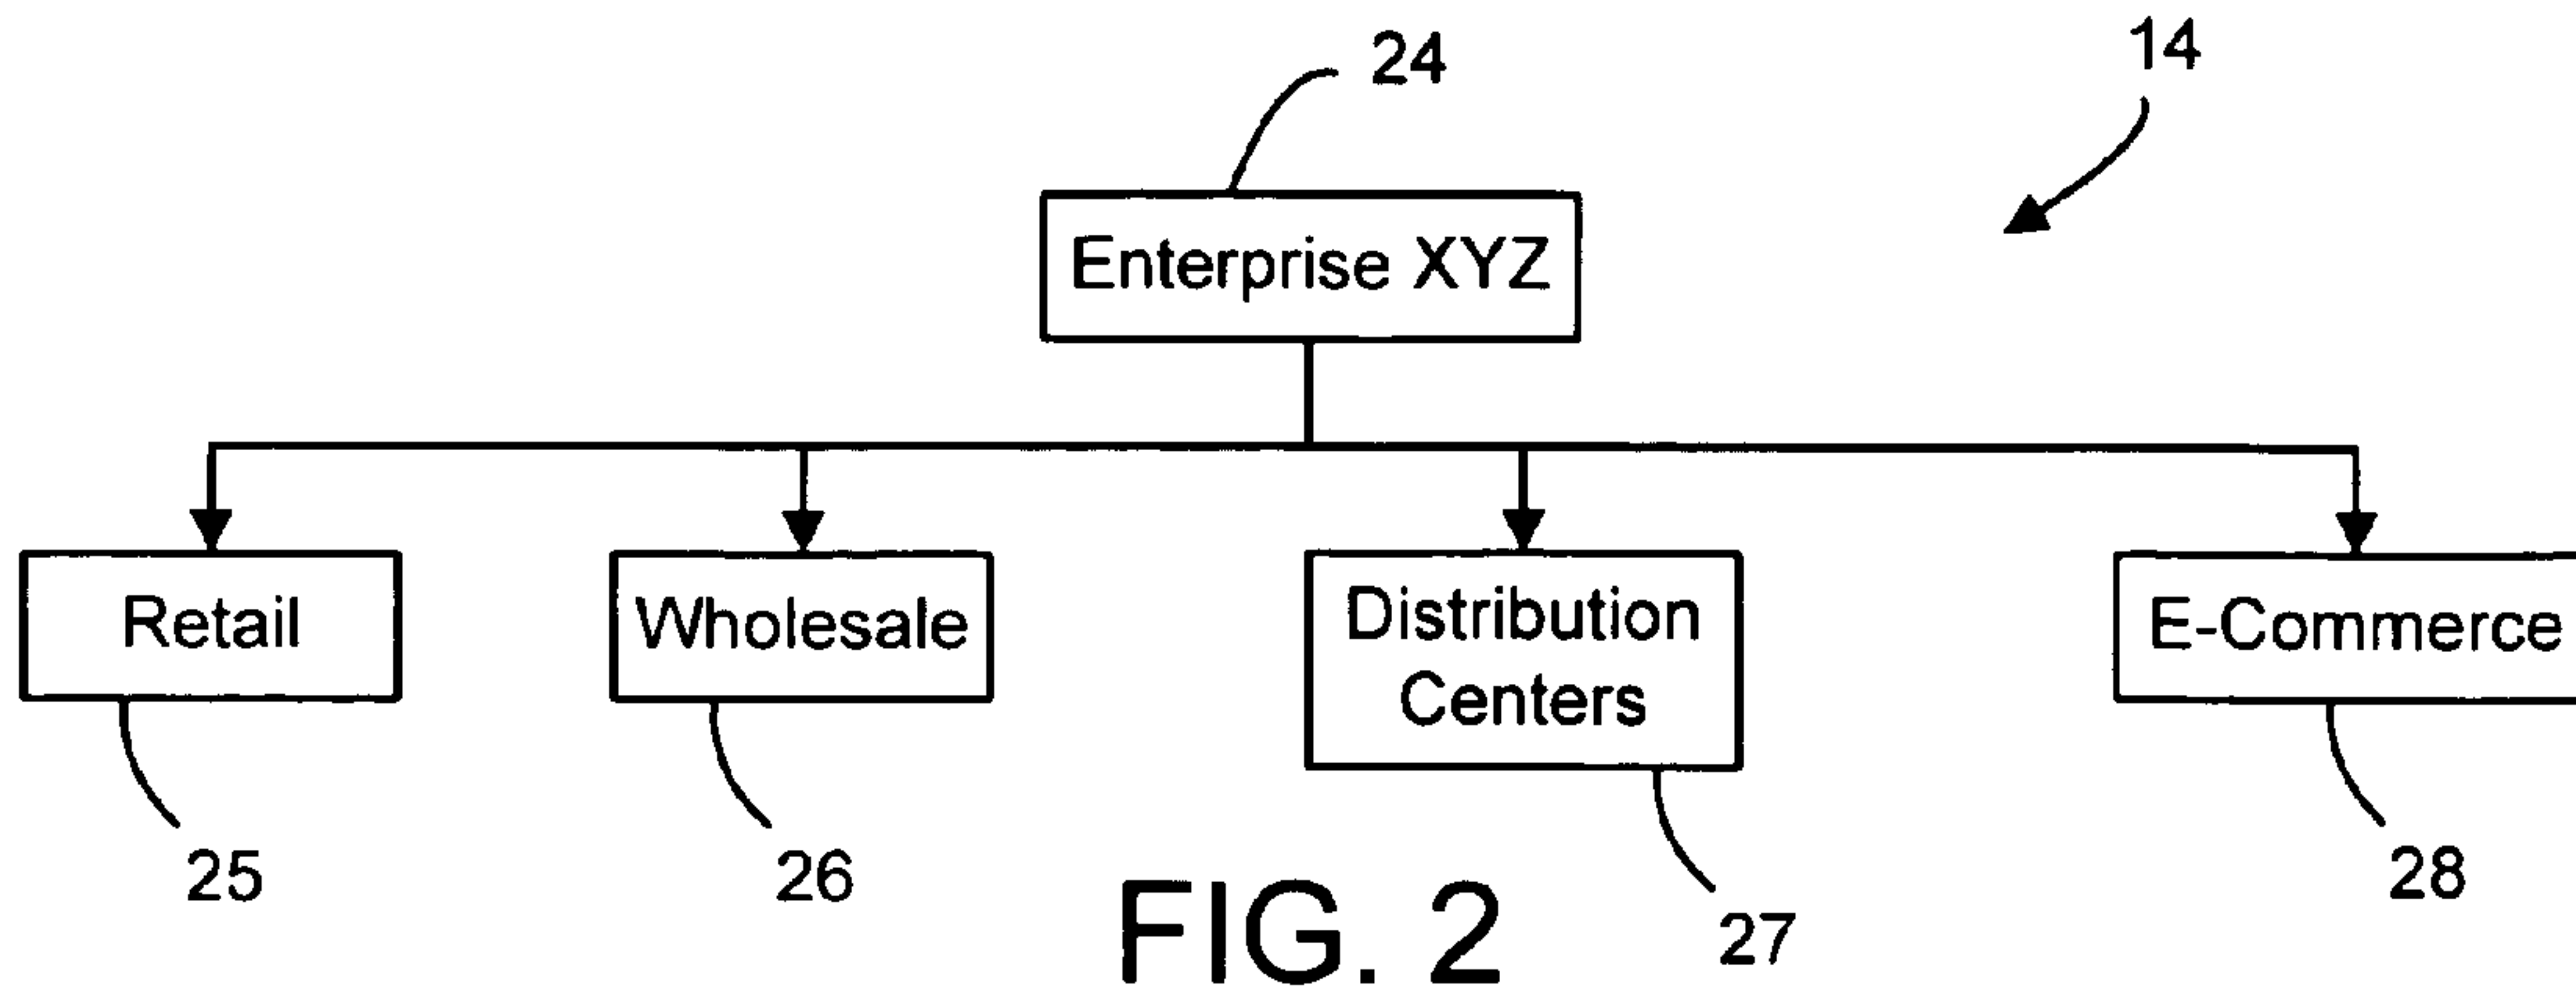 24
14
Enterprise XYZ
Retail
Wholesale
Distribution
Centers
E-Commerce
25
26
27
28
FIG. 2